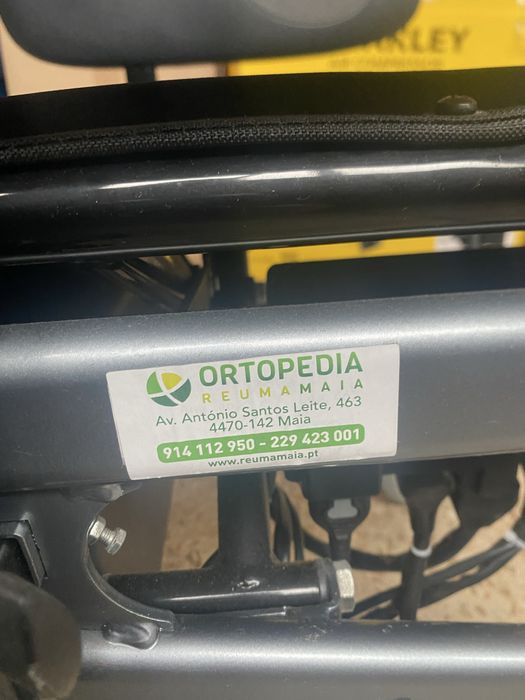 ORTOPEDIA
REUMAMAIA
Av. António Santos Leite, 463
4470-142 Maia
914 112 950 - 229 423 001
www.reumamaia.pt